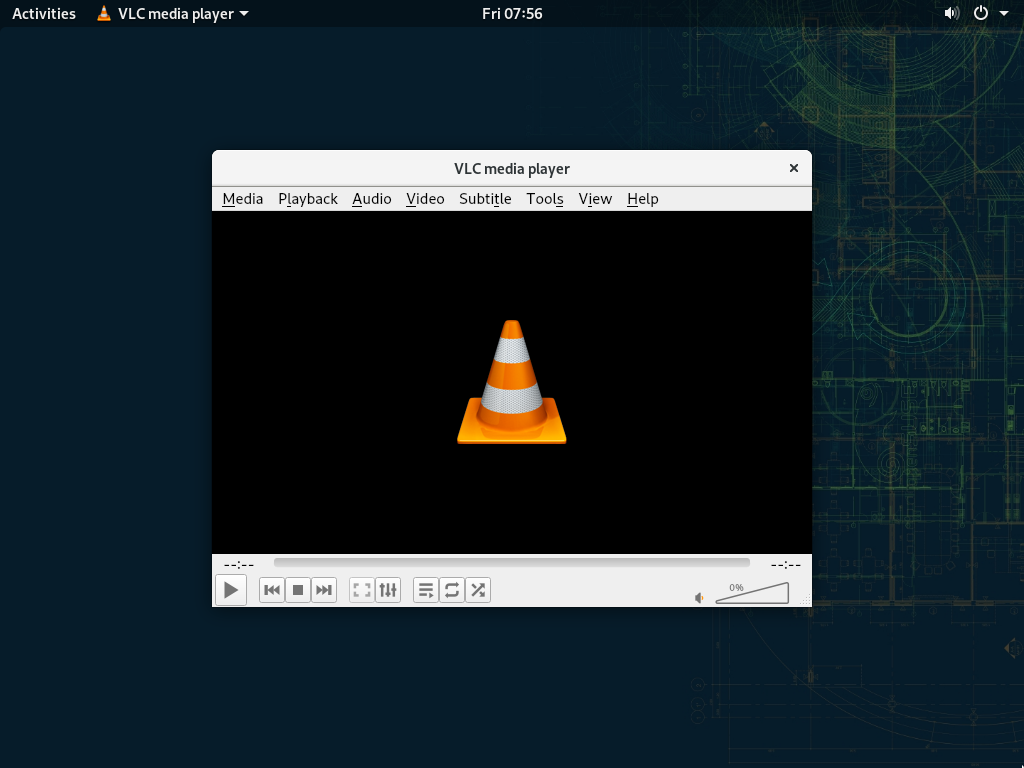 Activities VLC media player Fri 07:56
VLC media player
Media Playback Audio Video Subtitle Tools View Help
--:-- --:--
0%